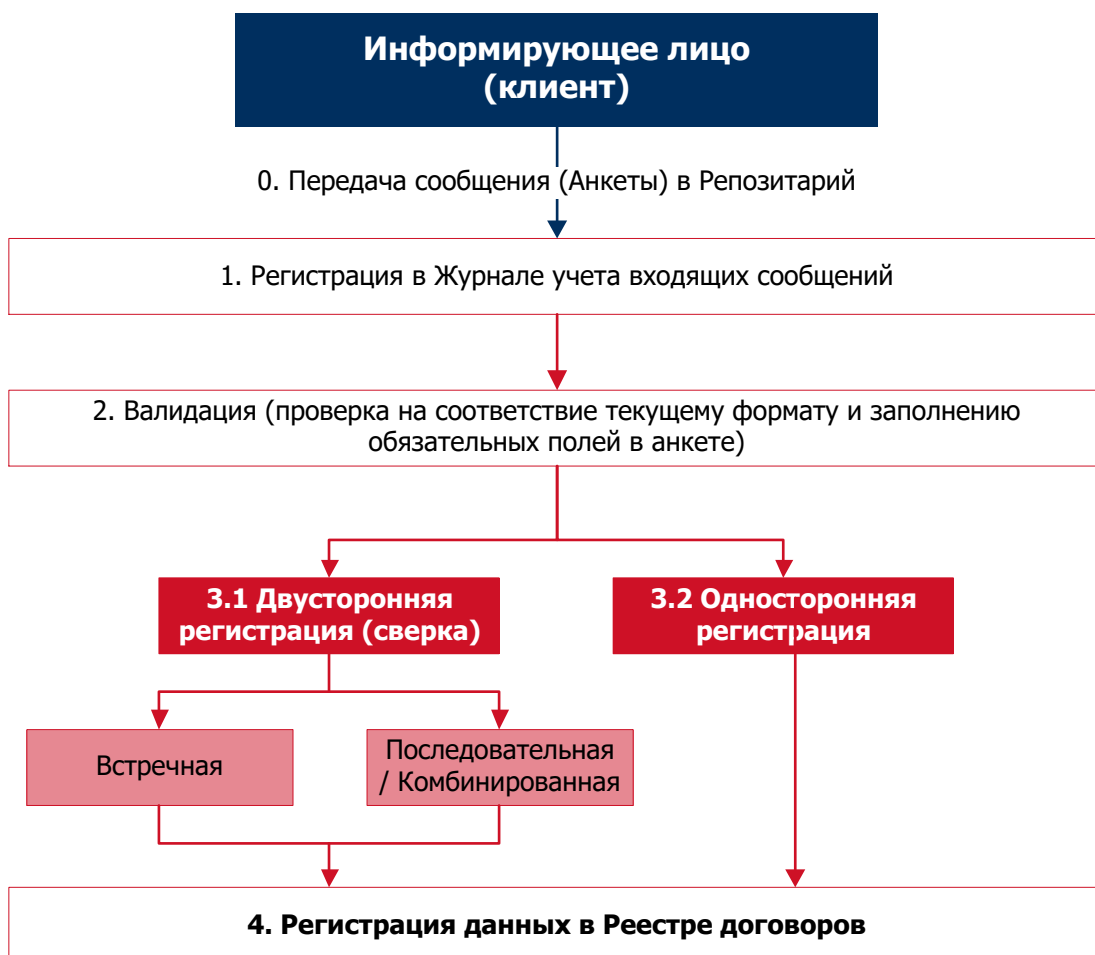 Информирующее лицо
(клиент)
0. Передача сообщения (Анкеты) в Репозитарий
1. Регистрация в Журнале учета входящих сообщений
2. Валидация (проверка на соответствие текущему формату и заполнению
обязательных полей в анкете)
3.1 Двусторонняя
регистрация (сверка)
3.2 Односторонняя
регистрация
Встречная
Последовательная
/ Комбинированная
4. Регистрация данных в Реестре договоров